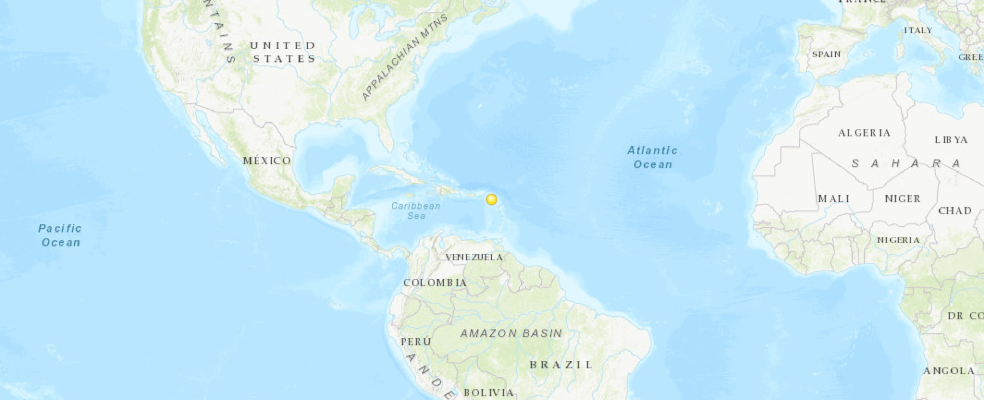 FRANCE
ITALY
SPAIN
GREE
UNITED
STATES
NTAINS
APPALACHIAN MTNS
ALGERIA
LIBYA
SAHARA
Atlantic
Ocean
MÉXICO
MALI
NIGER
CHAD
Caribbean
Sea
NIGERIA
Pacific
Ocean
VENEZUELA
COLOMBIA
DR CO
AMAZON BASIN
PERU
BRAZIL
ANDE
ANGOLA
BOLIVIA